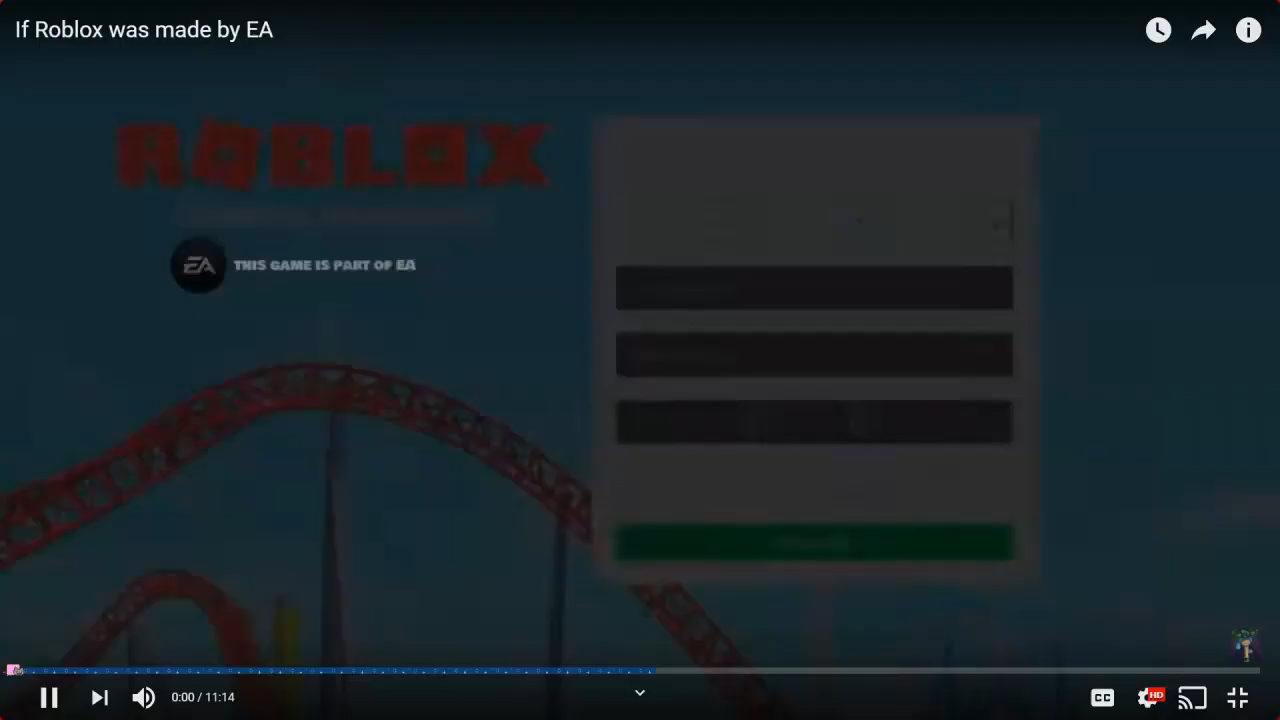 If Roblox was made by EA
ROBLOX
EA THIS GAME IS PART OF EA
0:00 / 11:14
CC
HD